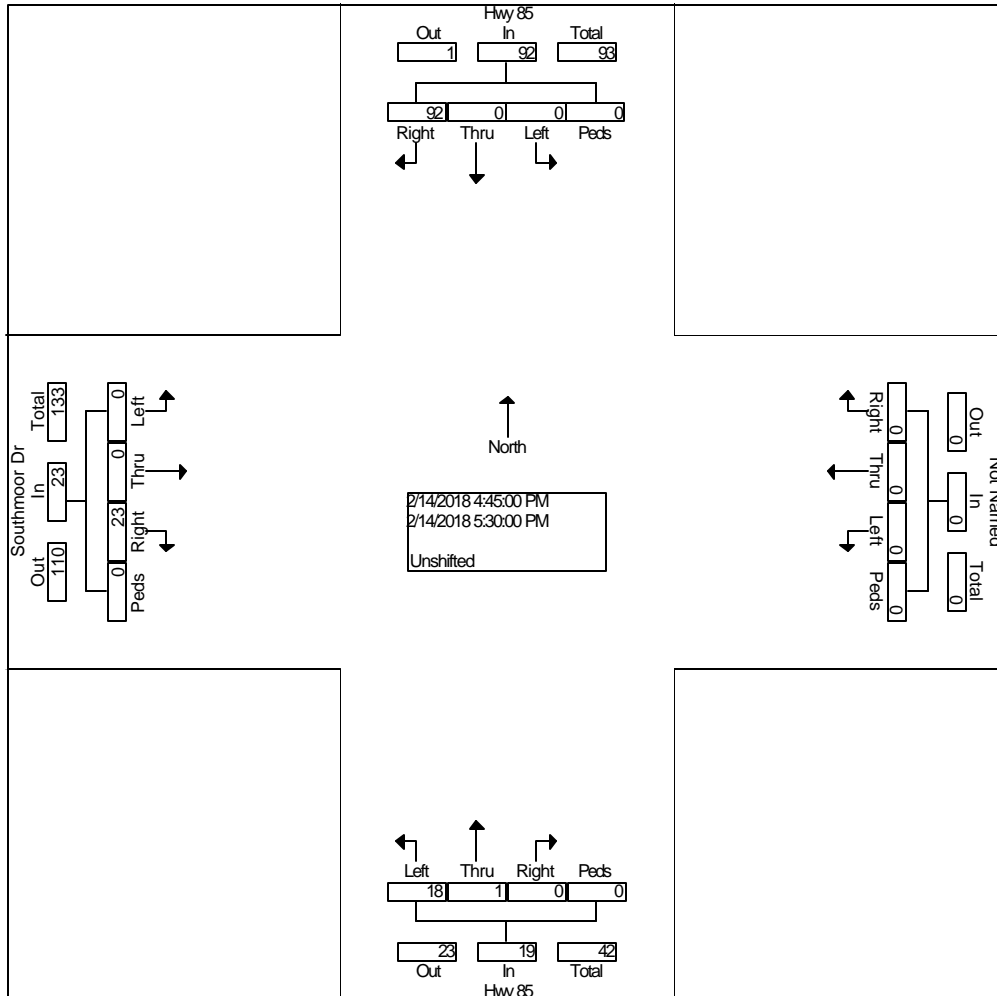 Hwy 85
Out In Total
1 92 93
92 0 0 0
Right Thru Left Peds
Southmoor Dr
Total In Out
133 23 110
0 0 23 0
Left Thru Right Peds
North
2/14/2018 4:45:00 PM
2/14/2018 5:30:00 PM
Unshifted
Right Thru Left Peds
0 0 0 0
Out In Total
0 0 0
Not Named
Left Thru Right Peds
18 1 0 0
23 19 42
Out In Total
Hwy 85